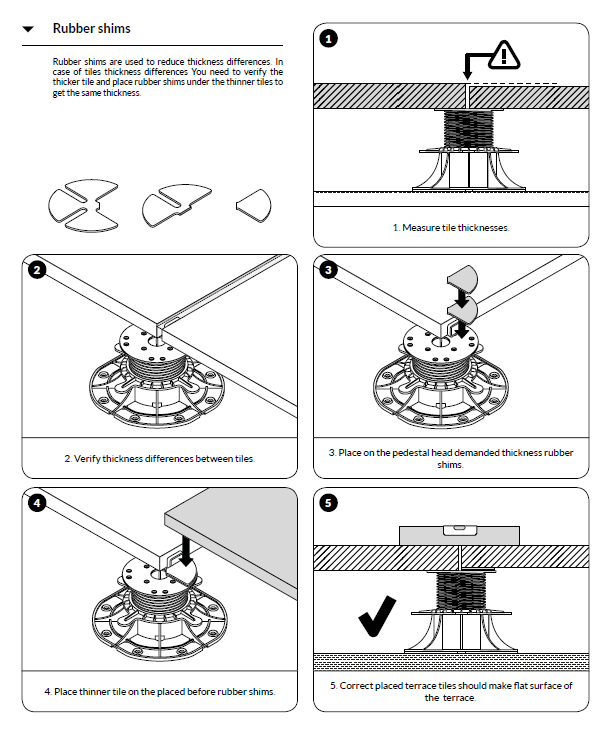 Rubber shims
Rubber shims are used to reduce thickness differences. In
case of tiles thickness differences You need to verify the
thicker tile and place rubber shims under the thinner tiles to
get the same thickness.
1
1. Measure tile thicknesses.
2
2. Verify thickness differences between tiles.
3
3. Place on the pedestal head demanded thickness rubber
shims.
4
4. Place thinner tile on the placed before rubber shims.
5
5. Correct placed terrace tiles should make flat surface of
the terrace.